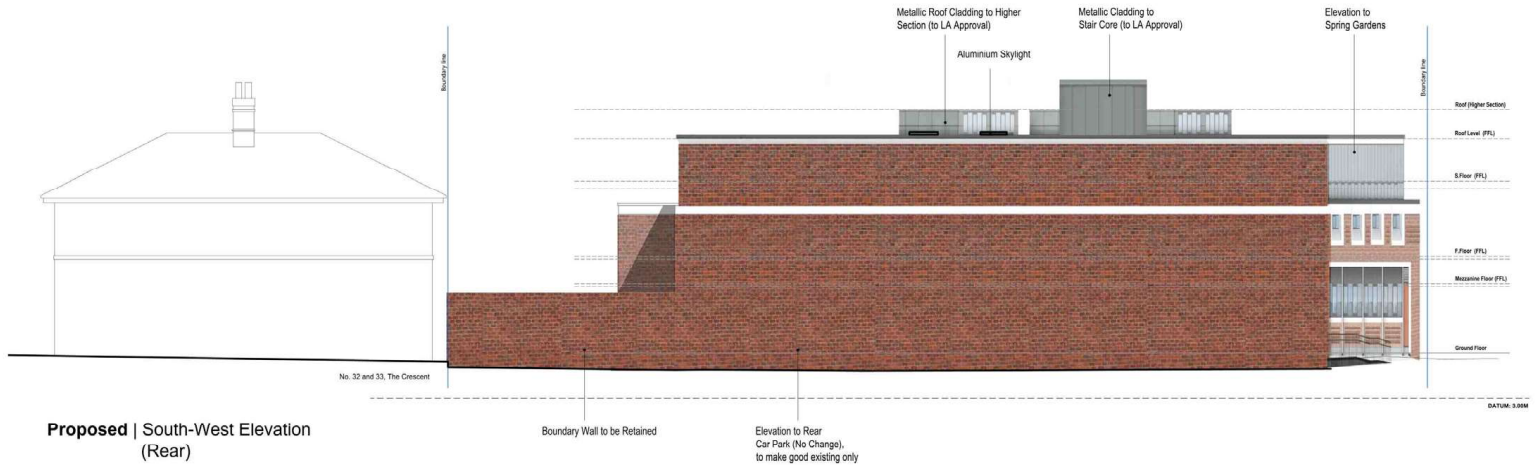 Metallic Roof Cladding to Higher
Section (to LA Approval)
Aluminium Skylight
Metallic Cladding to
Stair Core (to LA Approval)
Elevation to
Spring Gardens
Boundary line
Boundary line
Roof (Higher Section)
Roof Level (FFL)
S.Floor (FFL)
F.Floor (FFL)
Mezzanine Floor (FFL)
Ground Floor
No. 32 and 33, The Crescent
DATUM: 3.00M
Proposed | South-West Elevation
(Rear)
Boundary Wall to be Retained
Elevation to Rear
Car Park (No Change),
to make good existing only